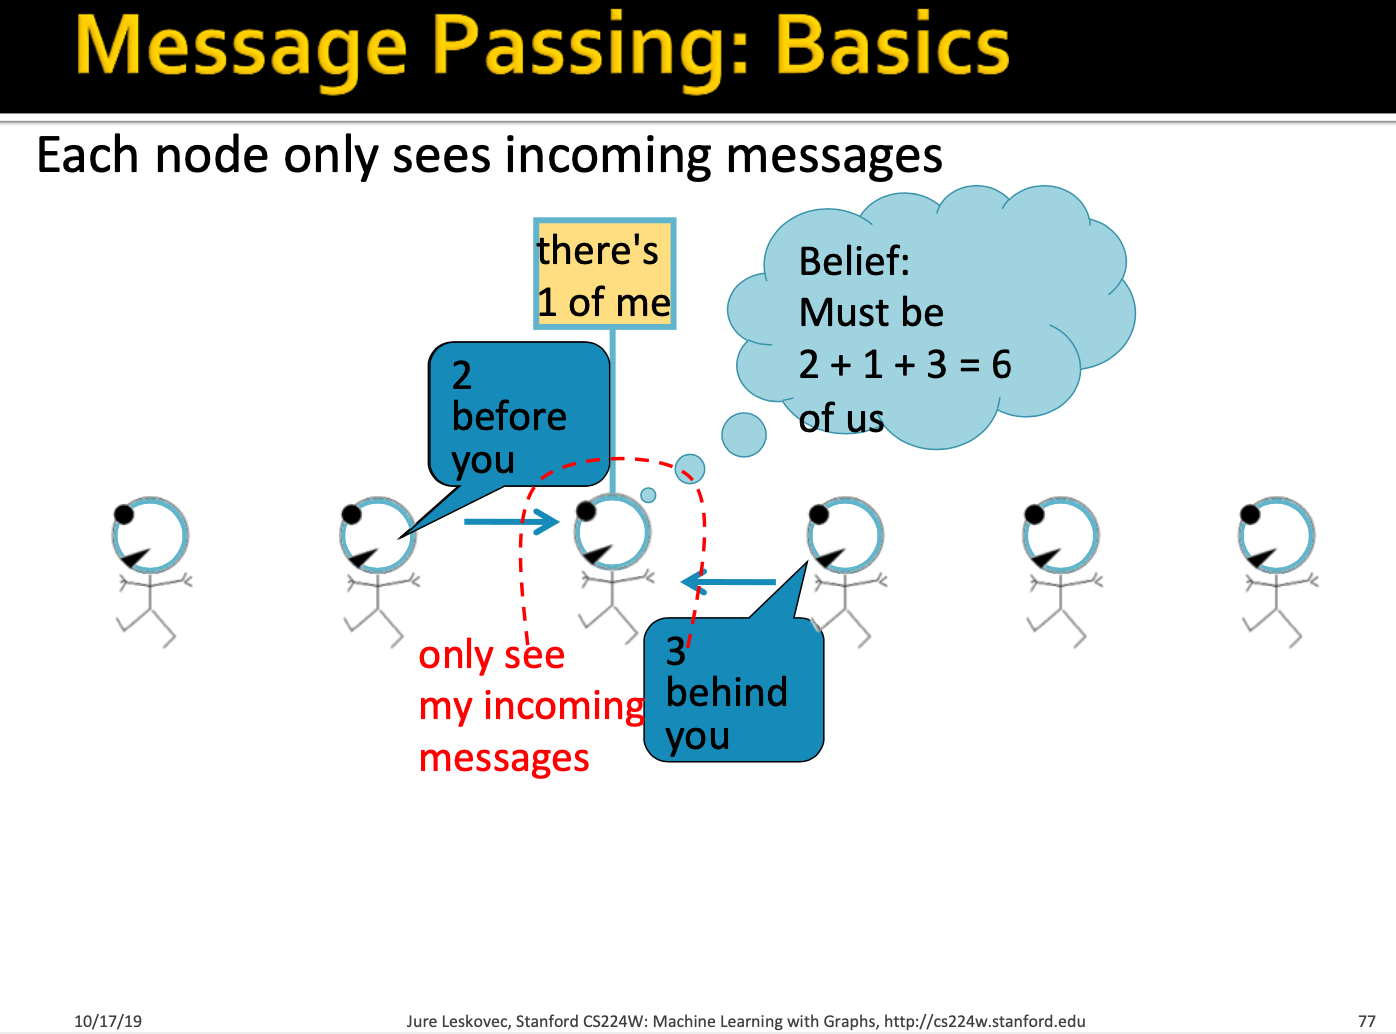 Message Passing: Basics
Each node only sees incoming messages
there's
1 of me
Belief:
Must be
2 + 1 + 3 = 6
of us
2
before
you
only see
my incoming
messages
3
behind
you
10/17/19
Jure Leskovec, Stanford CS224W: Machine Learning with Graphs, http://cs224w.stanford.edu
77